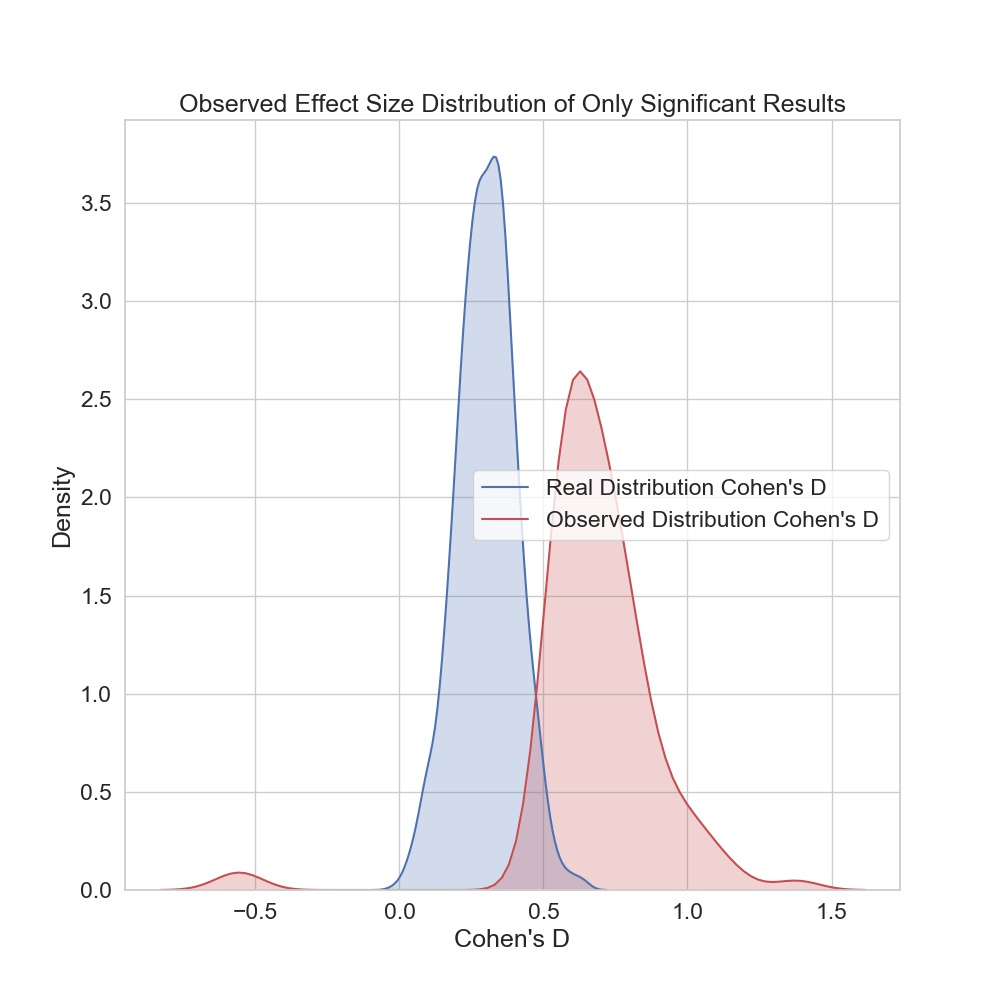 Observed Effect Size Distribution of Only Significant Results
3.5
3.0
2.5
2.0
1.5
1.0
0.5
0.0
Density
Real Distribution Cohen's D
Observed Distribution Cohen's D
−0.5
0.0
0.5
1.0
1.5
Cohen's D